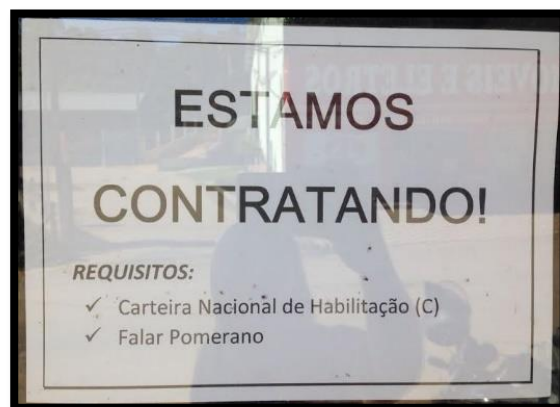 ESTAMOS
CONTRATANDO!
REQUISITOS:
✓ Carteira Nacional de Habilitação (C)
✓ Falar Pomerano